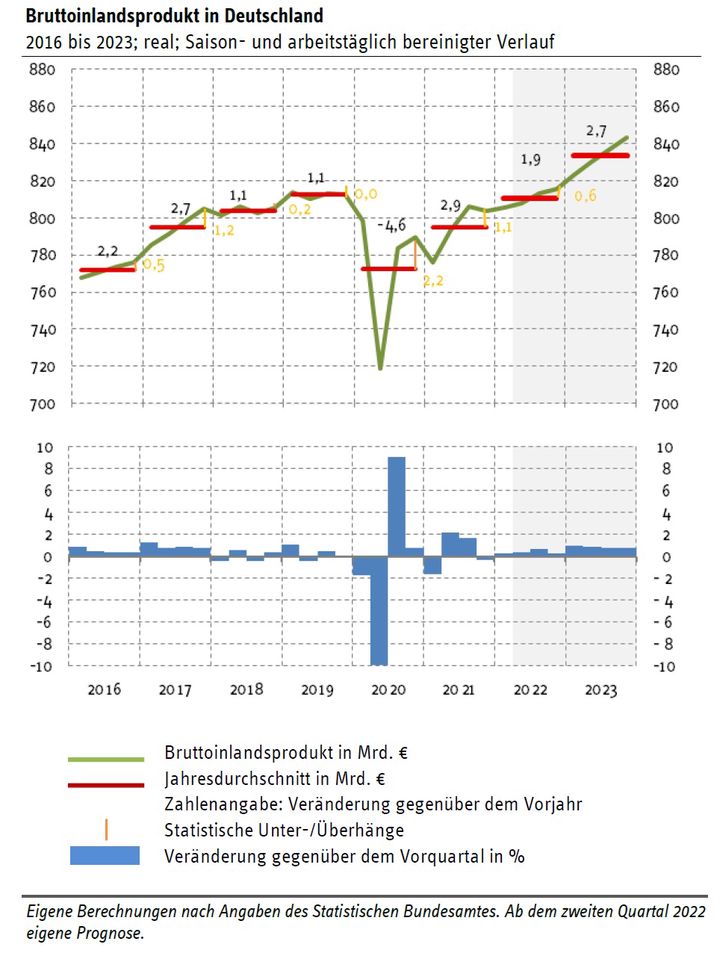 Bruttoinlandsprodukt in Deutschland
2016 bis 2023; real; Saison- und arbeitstäglich bereinigter Verlauf
880 880
860 860
840 2,7 840
820 1,1 1,1 1,9 820
2,7 0,0 0,6
800 0,2 -4,6 2,9 800
1,2 1,1
780 2,2 780
0,5 2,2
760 760
740 740
720 720
700 700
10 10
8 8
6 6
4 4
2 2
0 0
-2 - 2
-4 - 4
-6 - 6
-8 - 8
-10 -10
2016 2017 2018 2019 2020 2021 2022 2023
Bruttoinlandsprodukt in Mrd. €
Jahresdurchschnitt in Mrd. €
Zahlenangabe: Veränderung gegenüber dem Vorjahr
Statistische Unter-/Überhänge
Veränderung gegenüber dem Vorquartal in %
Eigene Berechnungen nach Angaben des Statistischen Bundesamtes. Ab dem zweiten Quartal 2022
eigene Prognose.